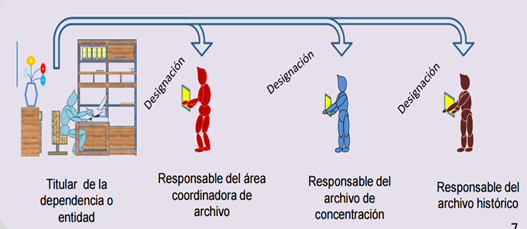 Designación
Designación
Designación
Titular de la
dependencia o
entidad
Responsable del área
coordinadora de
archivo
Responsable del
archivo de
concentración
Responsable del
archivo histórico
7